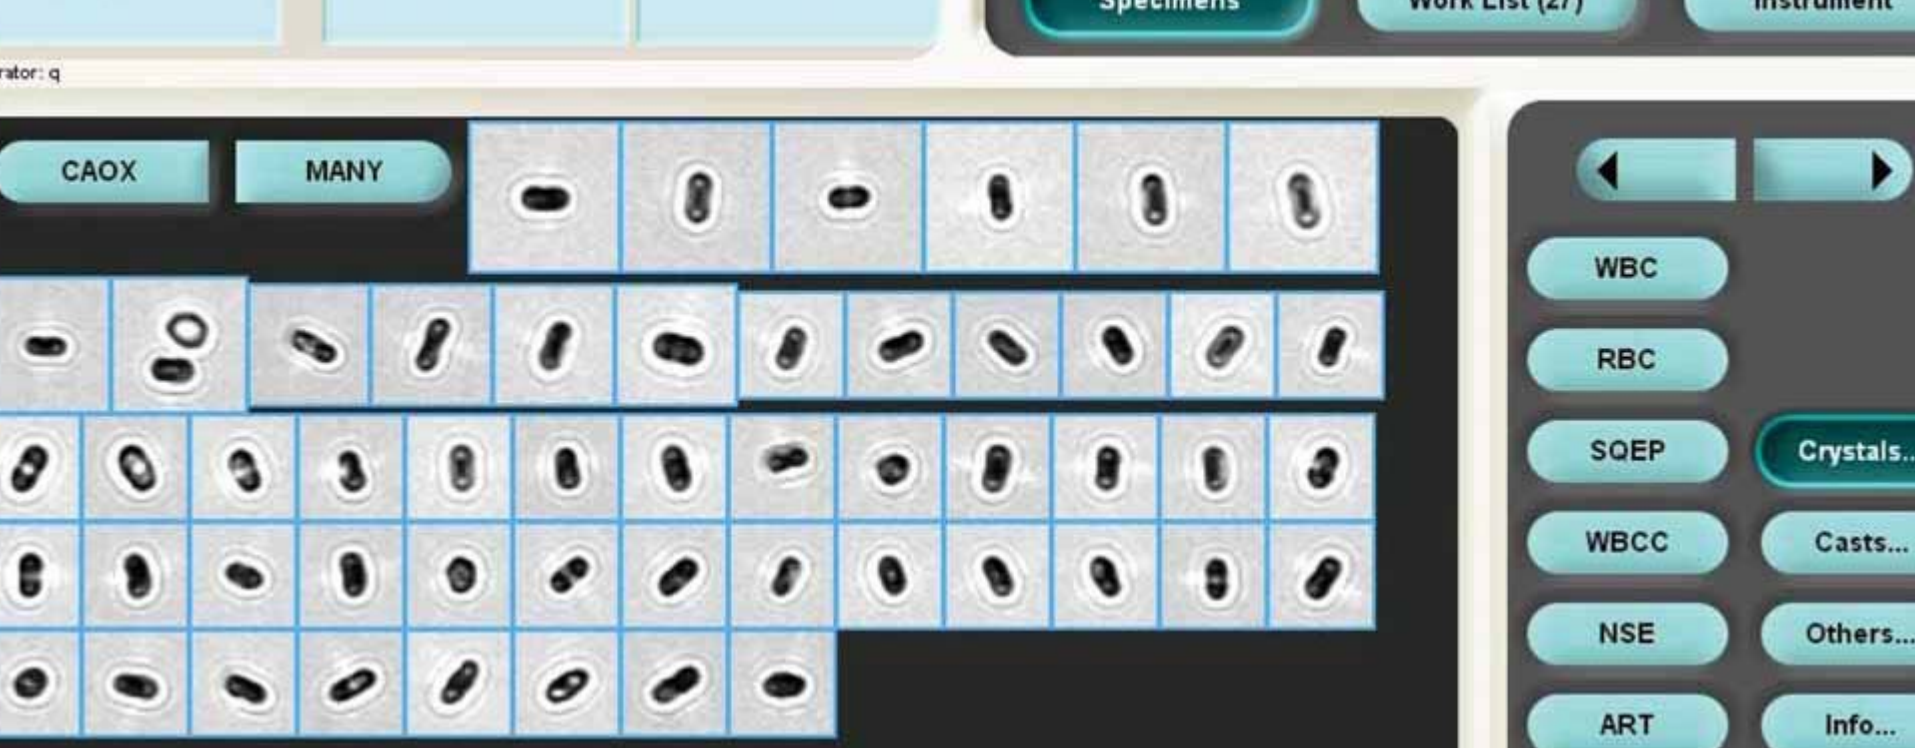 Specimens
Work List (27)
Instrument
rator: q
CAOX
MANY
WBC
RBC
SQEP
Crystals...
WBCC
Casts...
NSE
Others...
ART
Info...